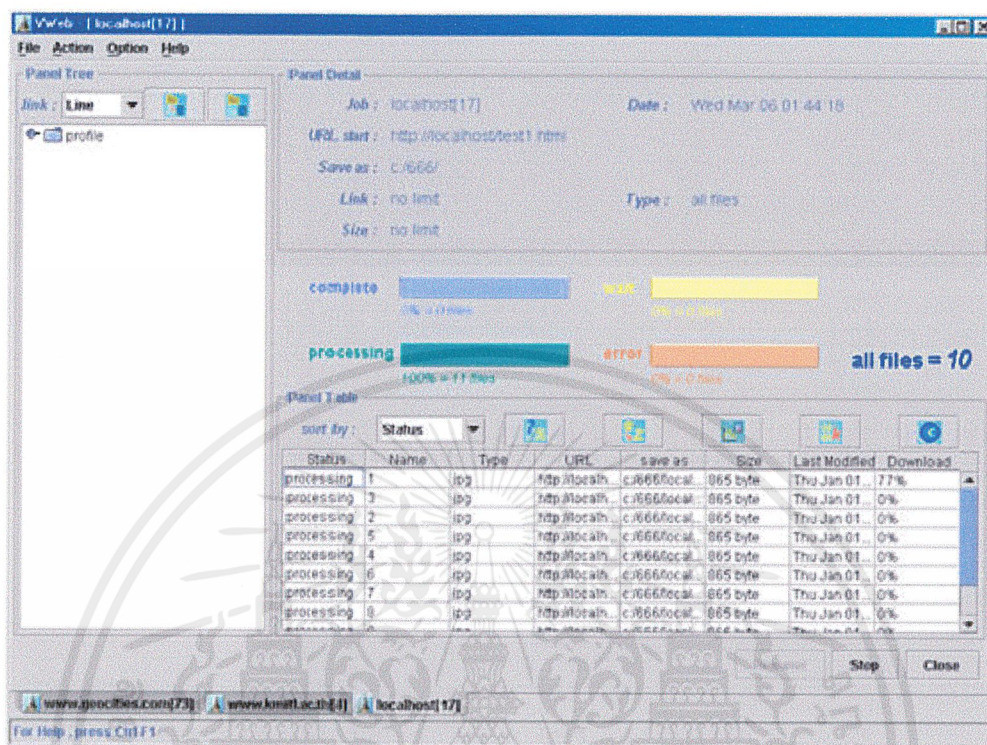 VWeb [ localhost[17] ]
File Action Option Help
Panel Tree
link : Line
profile
Panel Detail
Job : localhost[17] Date : Wed Mar 06 01 44 18
URL start : http://localhost/test1.html
Save as : c:/666/
Link : no limit Type : all files
Size : no limit
complete wait
0% = 0 files 0% = 0 files
processing error all files = 10
100% = 11 files 0% = 0 files
Panel Table
sort by : Status
Status Name Type URL save as Size Last Modified Download
processing 1 jpg http://localh... c:/666/local... 865 byte Thu Jan 01... 77%
processing 3 jpg http://localh... c:/666/local... 865 byte Thu Jan 01... 0%
processing 2 jpg http://localh... c:/666/local... 865 byte Thu Jan 01... 0%
processing 5 jpg http://localh... c:/666/local... 865 byte Thu Jan 01... 0%
processing 4 jpg http://localh... c:/666/local... 865 byte Thu Jan 01... 0%
processing 6 jpg http://localh... c:/666/local... 865 byte Thu Jan 01... 0%
processing 7 jpg http://localh... c:/666/local... 865 byte Thu Jan 01... 0%
processing 8 jpg http://localh... c:/666/local... 865 byte Thu Jan 01... 0%
Stop Close
www.geocities.com[73] www.kmitl.ac.th[4] localhost[17]
For Help , press Ctrl F1